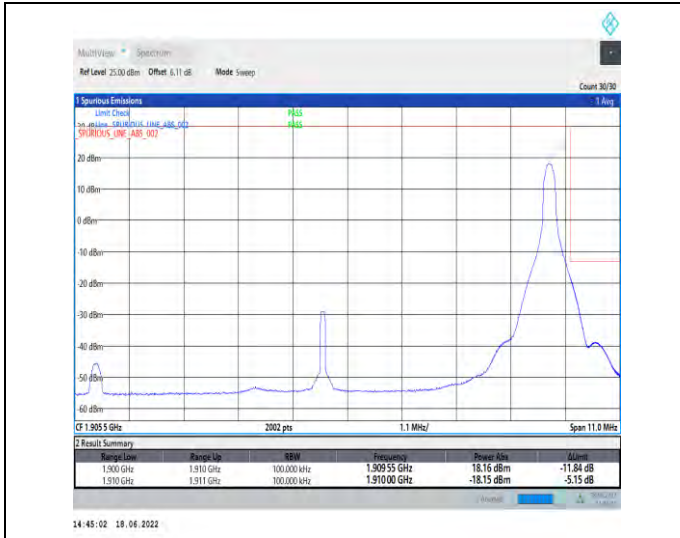 MultiView Spectrum
Ref Level 25.00 dBm Offset 6.11 dB Mode Sweep
Count 30/30
1 Spurious Emissions 1 Avg
Limit Check PASS
Line SPURIOUS_LINE_ABS_002 PASS
SPURIOUS_LINE_ABS_002
20 dBm
10 dBm
0 dBm
-10 dBm
-20 dBm
-30 dBm
-40 dBm
-50 dBm
-60 dBm
CF 1.905 5 GHz 2002 pts 1.1 MHz/ Span 11.0 MHz
2 Result Summary
Range Low Range Up RBW Frequency Power Abs ΔLimit
1.900 GHz 1.910 GHz 100.000 kHz 1.909 55 GHz 18.16 dBm -11.84 dB
1.910 GHz 1.911 GHz 100.000 kHz 1.910 00 GHz -18.15 dBm -5.15 dB
14:45:02 18.06.2022